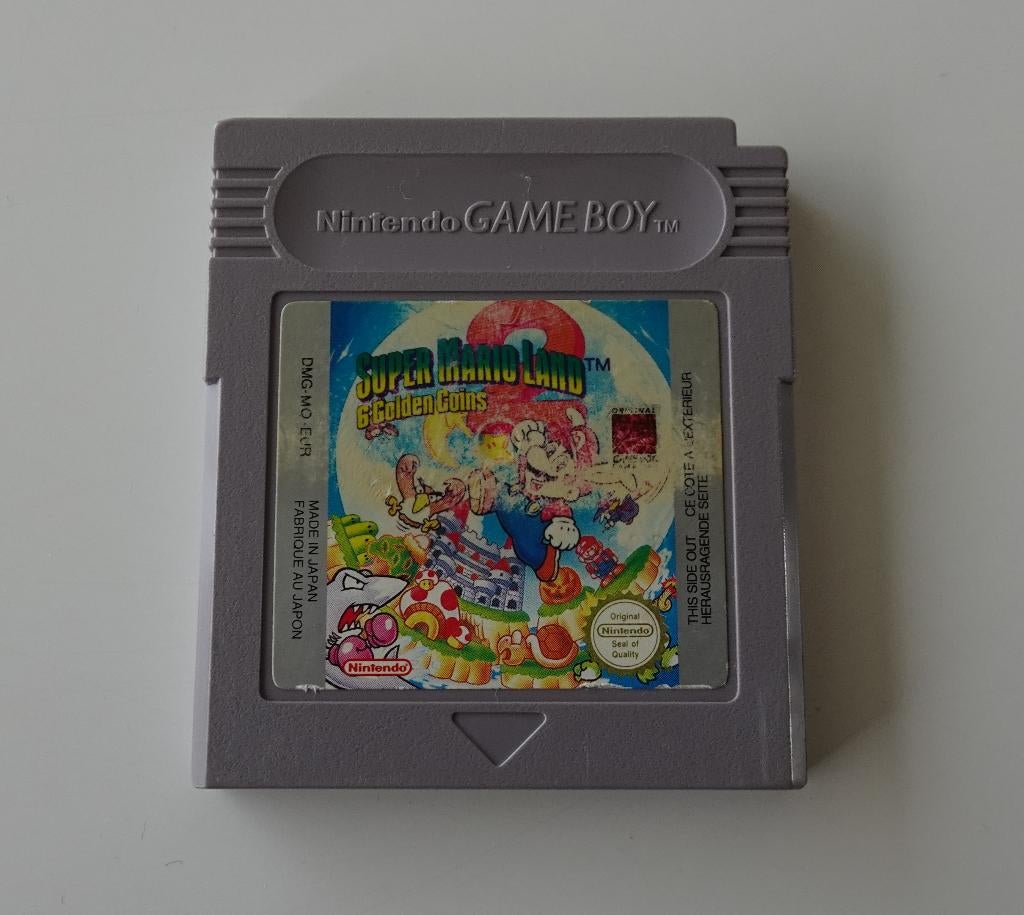 Nintendo GAME BOY TM
2
SUPER MARIO LAND TM
6 Golden Coins
DMG-MQ-EUR
MADE IN JAPAN
FABRIQUE AU JAPON
ORIGINAL
THIS SIDE OUT CE COTE A L'EXTERIEUR
HERAUSRAGENDE SEITE
Original
Nintendo
Seal of
Quality
Nintendo